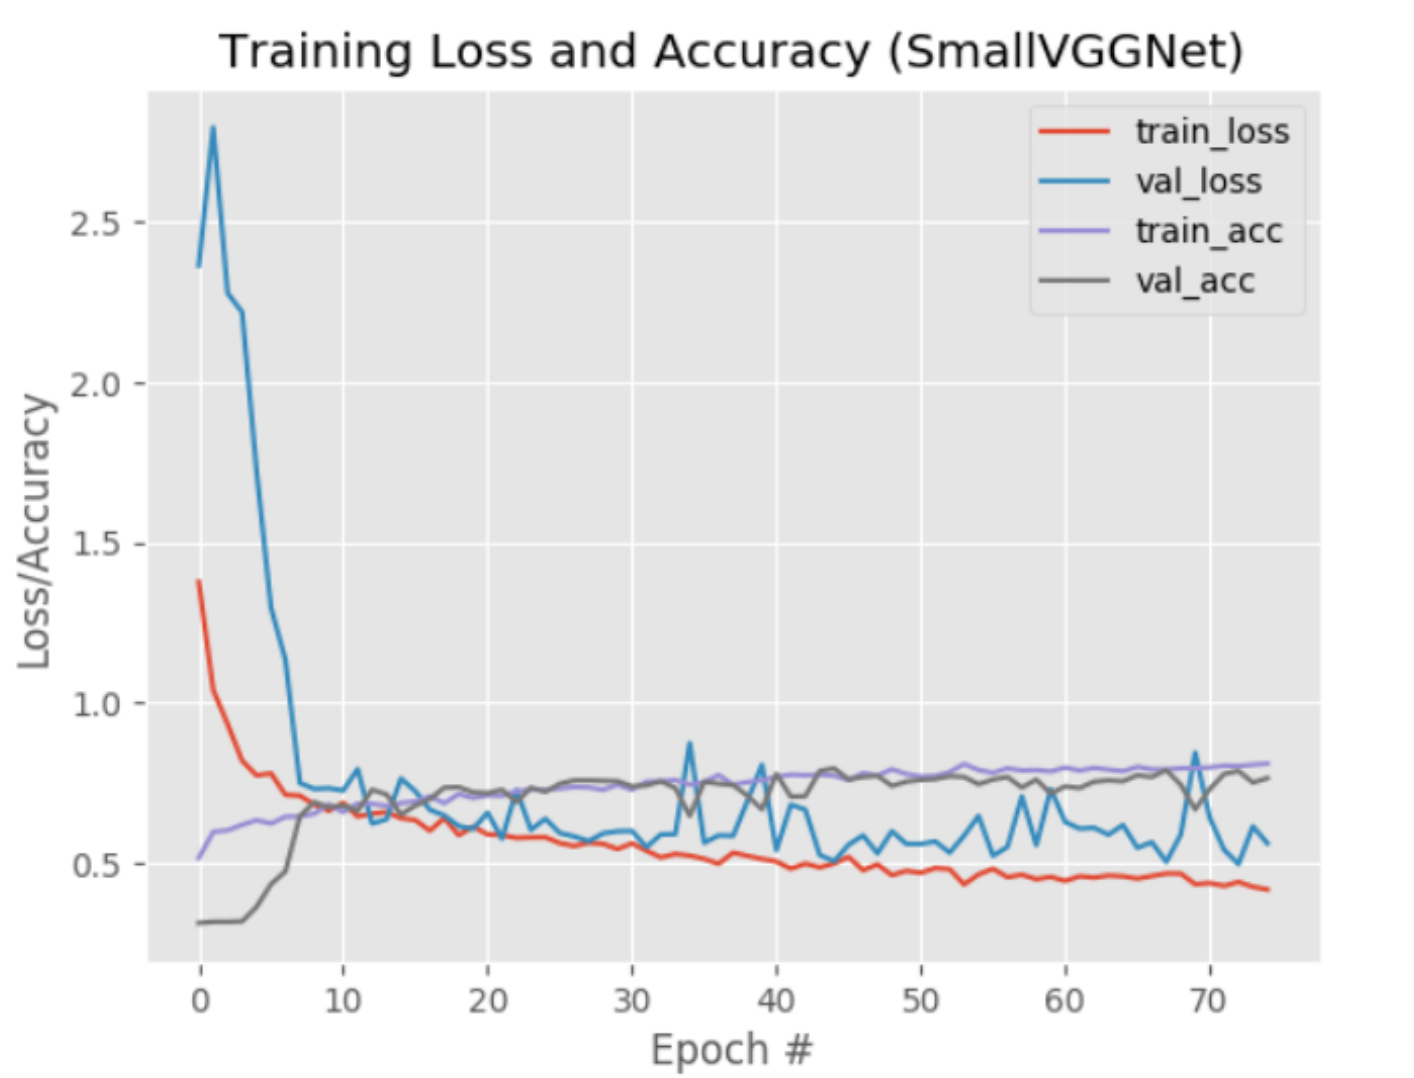 Training Loss and Accuracy (SmallVGGNet)
train_loss
val_loss
train_acc
val_acc
Loss/Accuracy
2.5
2.0
1.5
1.0
0.5
0 10 20 30 40 50 60 70
Epoch #